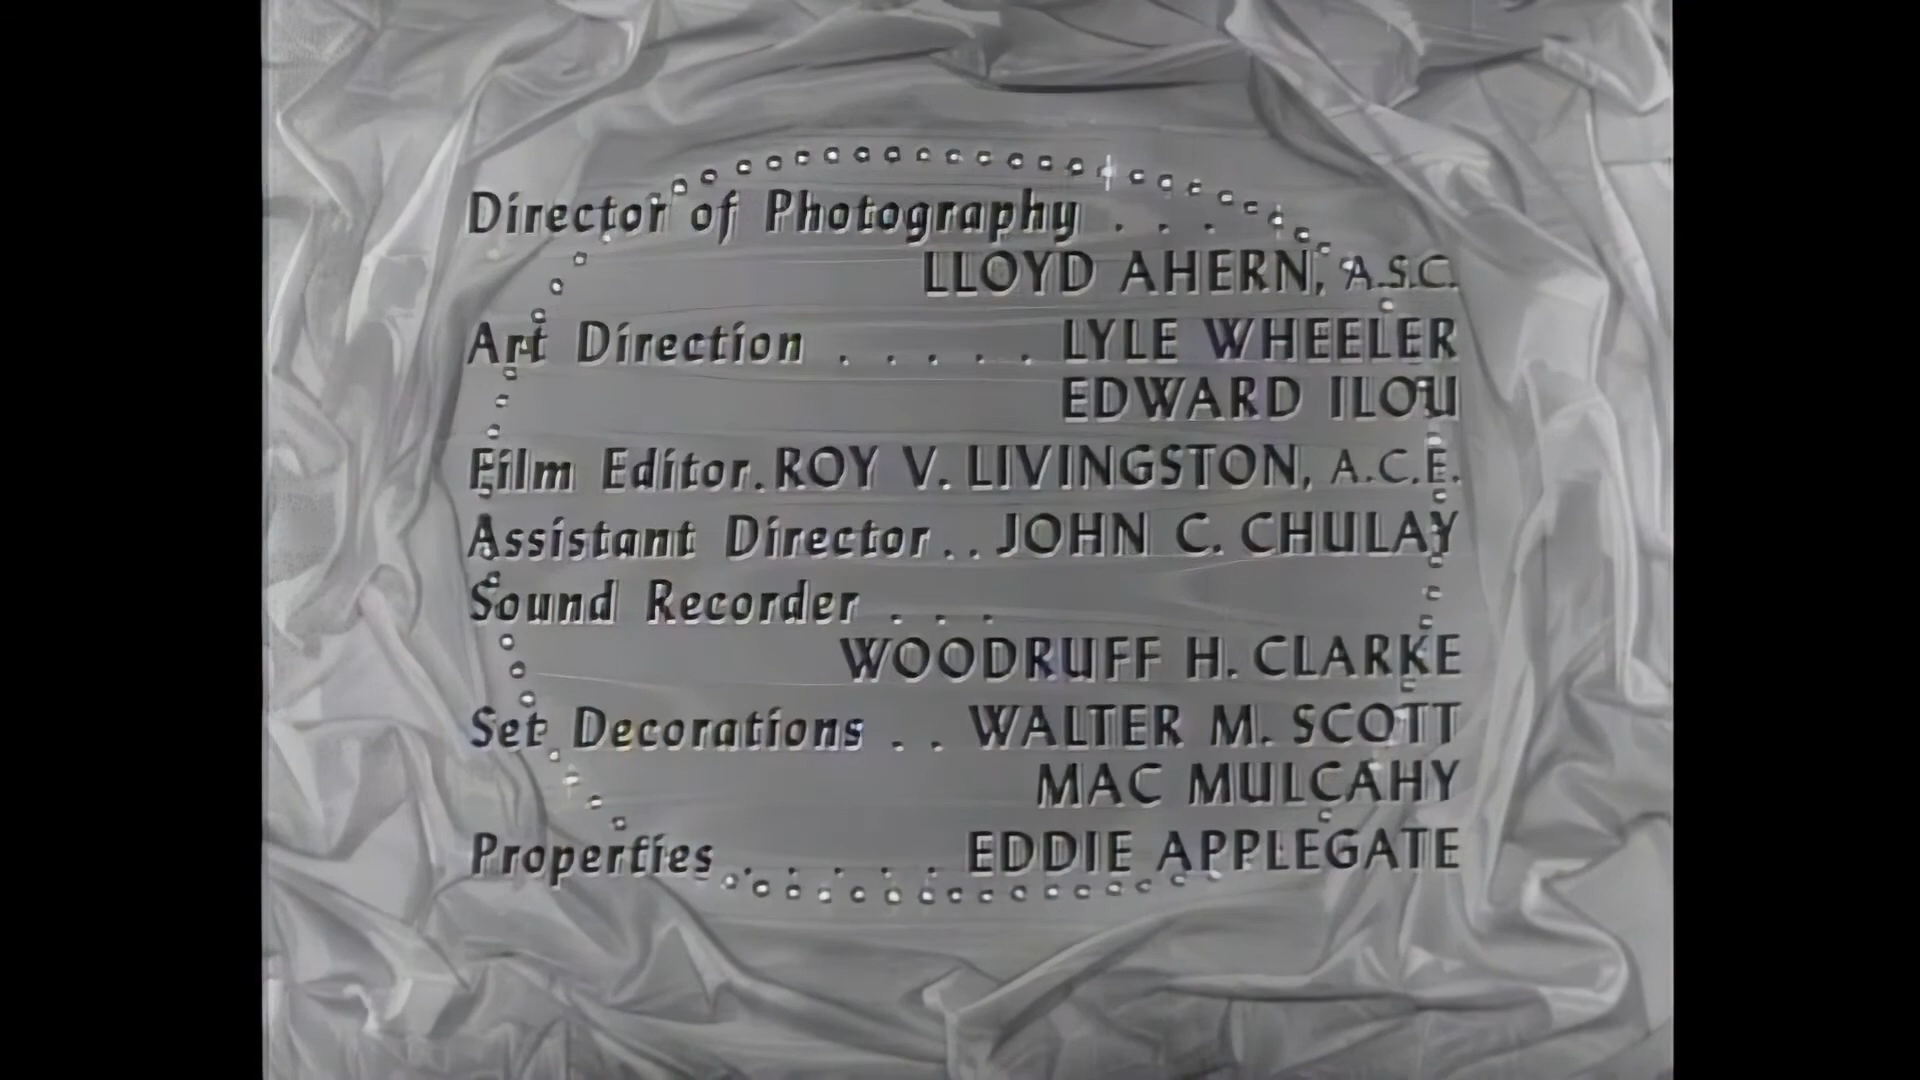 Director of Photography . . .
LLOYD AHERN, A.S.C.
Art Direction . . . . . LYLE WHEELER
EDWARD ILOU
Film Editor. ROY V. LIVINGSTON, A.C.E.
Assistant Director . . JOHN C. CHULAY
Sound Recorder . . .
WOODRUFF H. CLARKE
Set Decorations . . WALTER M. SCOTT
MAC MULCAHY
Properties . . . . . EDDIE APPLEGATE